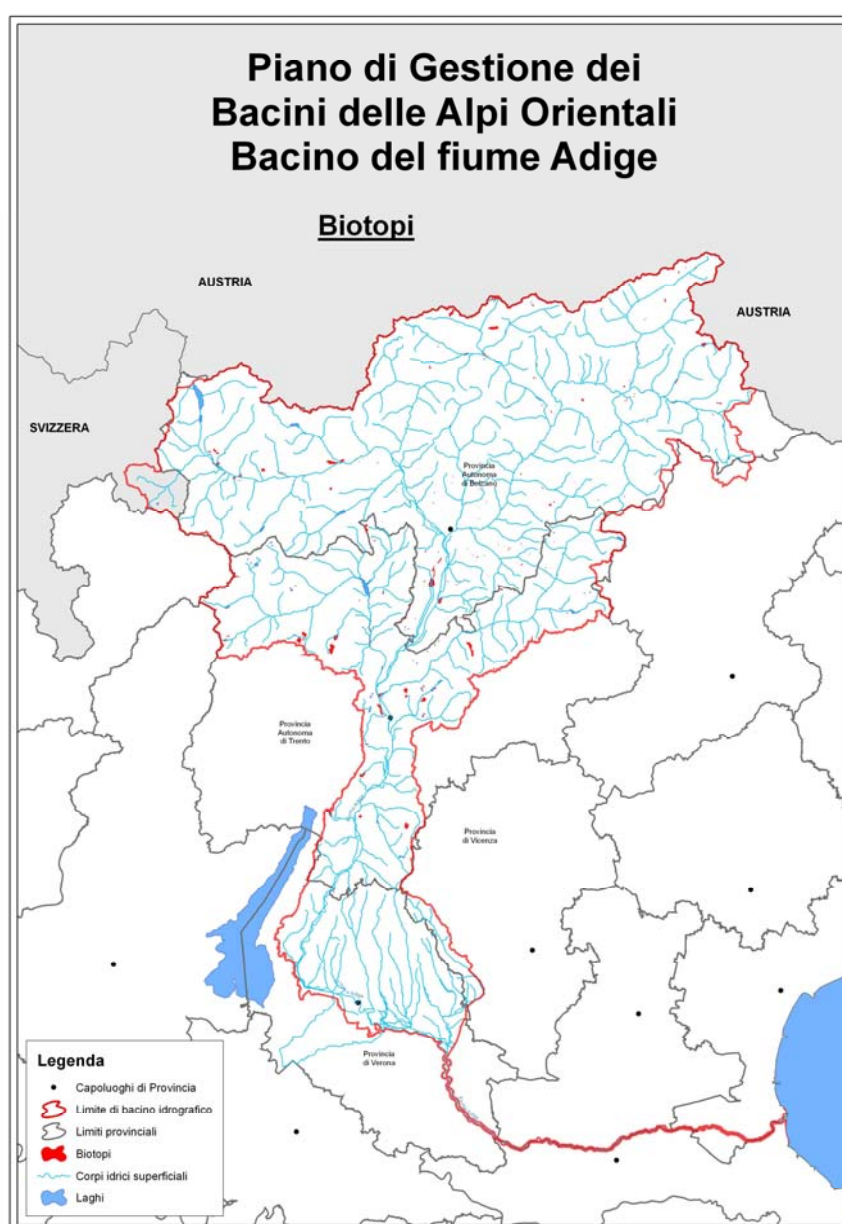 Piano di Gestione dei
Bacini delle Alpi Orientali
Bacino del fiume Adige
Biotopi
AUSTRIA
AUSTRIA
SVIZZERA
Provincia
Autonoma
di Bolzano
Provincia
Autonoma
di Trento
Provincia
di Vicenza
Provincia
di Verona
Legenda
Capoluoghi di Provincia
Limite di bacino idrografico
Limiti provinciali
Biotopi
Corpi idrici superficiali
Laghi